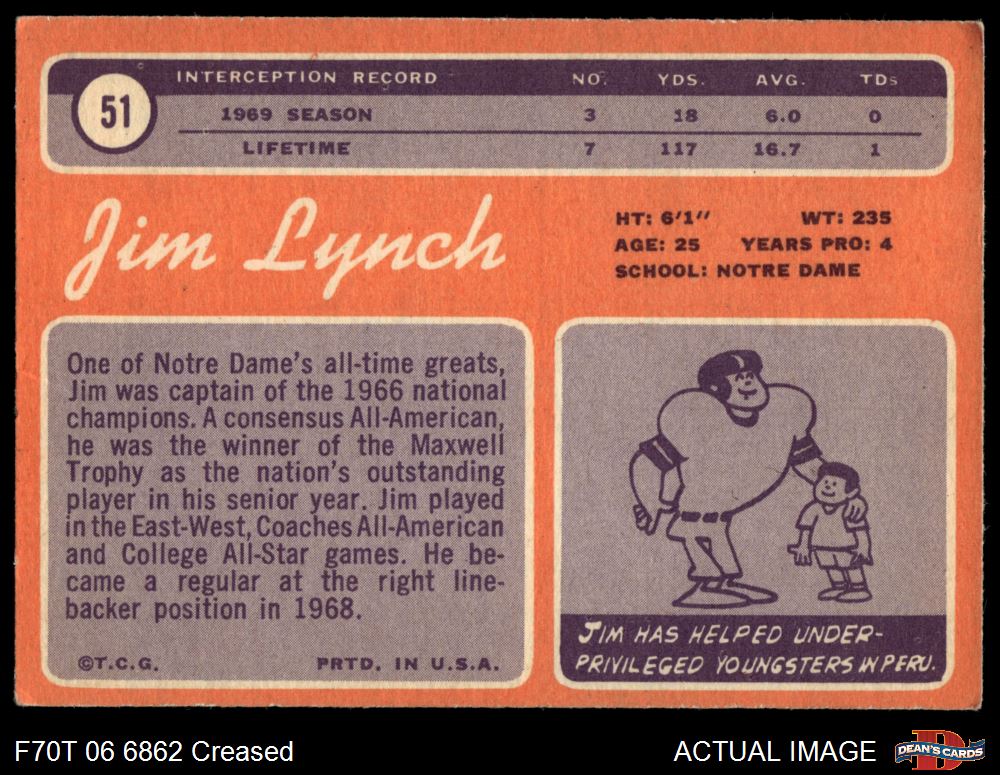 51
INTERCEPTION RECORD NO. YDS. AVG. TDs
1969 SEASON 3 18 6.0 0
LIFETIME 7 117 16.7 1
Jim Lynch
HT: 6'1" WT: 235
AGE: 25 YEARS PRO: 4
SCHOOL: NOTRE DAME
One of Notre Dame's all-time greats,
Jim was captain of the 1966 national
champions. A consensus All-American,
he was the winner of the Maxwell
Trophy as the nation's outstanding
player in his senior year. Jim played
in the East-West, Coaches All-American
and College All-Star games. He be-
came a regular at the right line-
backer position in 1968.
©T.C.G. PRTD. IN U.S.A.
JIM HAS HELPED UNDER-
PRIVILEGED YOUNGSTERS IN PERU.
F70T 06 6862 Creased
ACTUAL IMAGE
D
DEAN'S CARDS